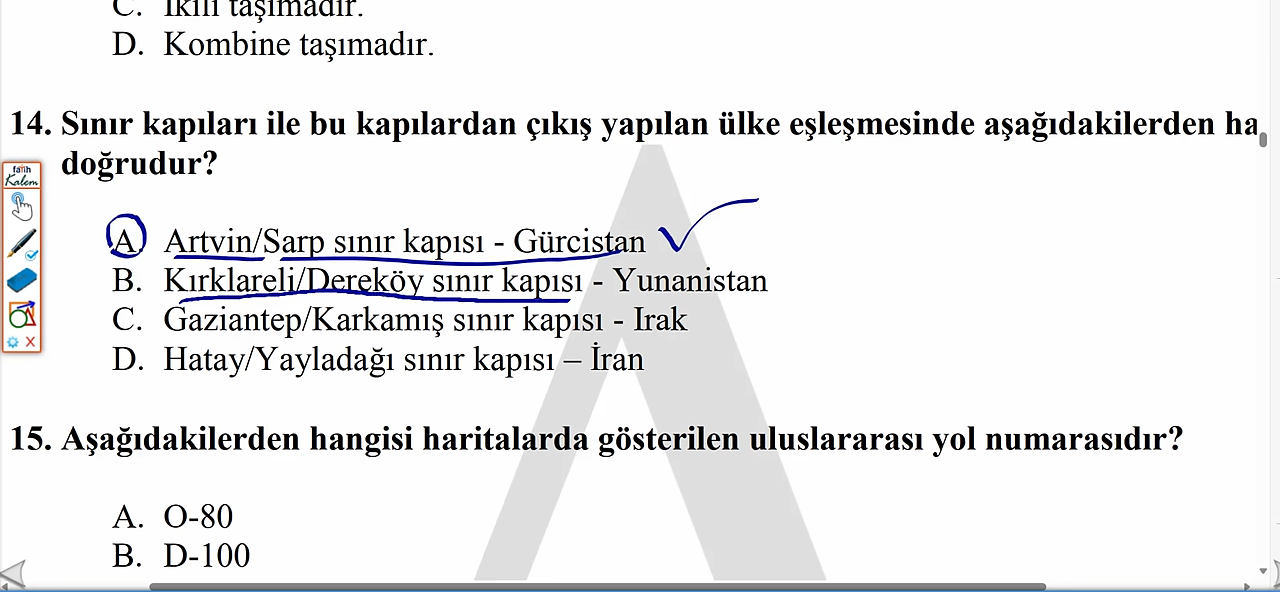 C. İkili taşımadır.
D. Kombine taşımadır.
14. Sınır kapıları ile bu kapılardan çıkış yapılan ülke eşleşmesinde aşağıdakilerden ha
doğrudur?
fatih
Kalem
A. Artvin/Sarp sınır kapısı - Gürcistan
B. Kırklareli/Dereköy sınır kapısı - Yunanistan
C. Gaziantep/Karkamış sınır kapısı - Irak
D. Hatay/Yayladağı sınır kapısı – İran
15. Aşağıdakilerden hangisi haritalarda gösterilen uluslararası yol numarasıdır?
A. O-80
B. D-100